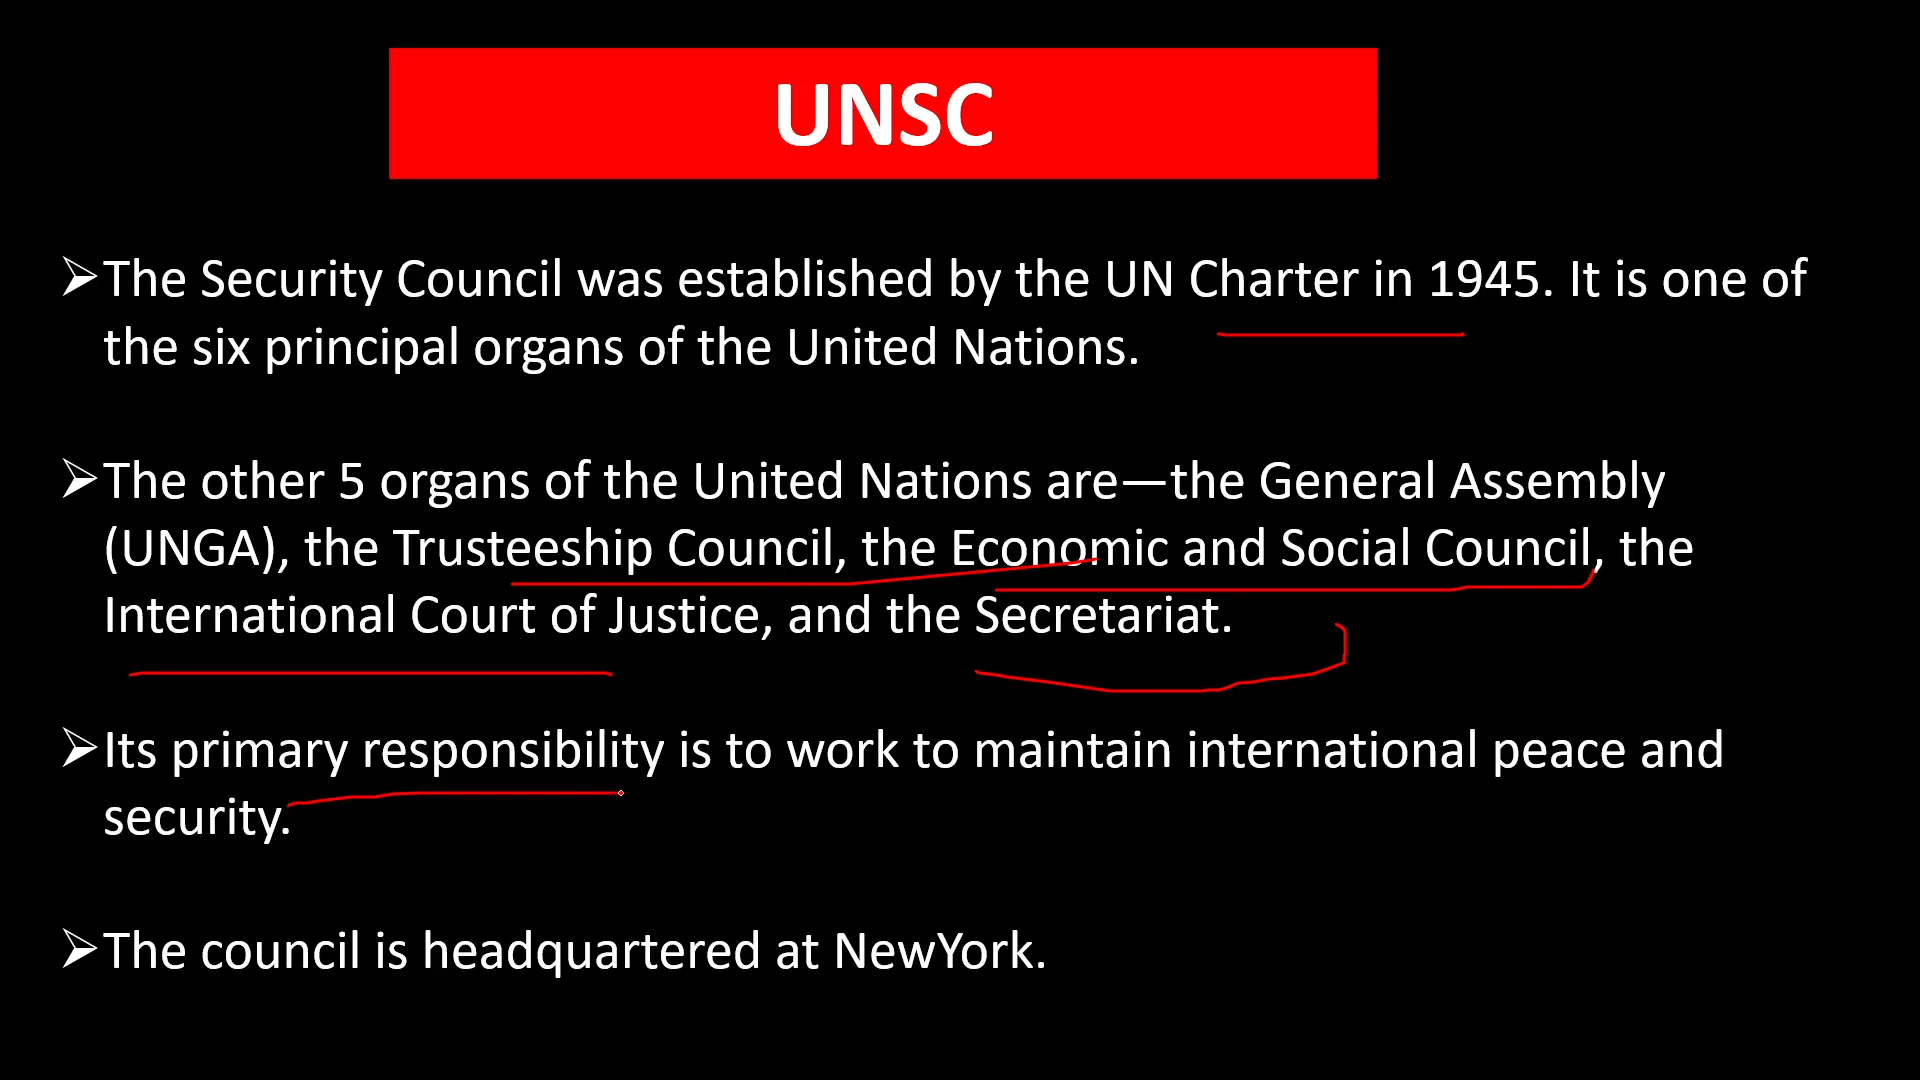 UNSC
➢The Security Council was established by the UN Charter in 1945. It is one of
the six principal organs of the United Nations.
➢The other 5 organs of the United Nations are—the General Assembly
(UNGA), the Trusteeship Council, the Economic and Social Council, the
International Court of Justice, and the Secretariat.
➢Its primary responsibility is to work to maintain international peace and
security.
➢The council is headquartered at NewYork.